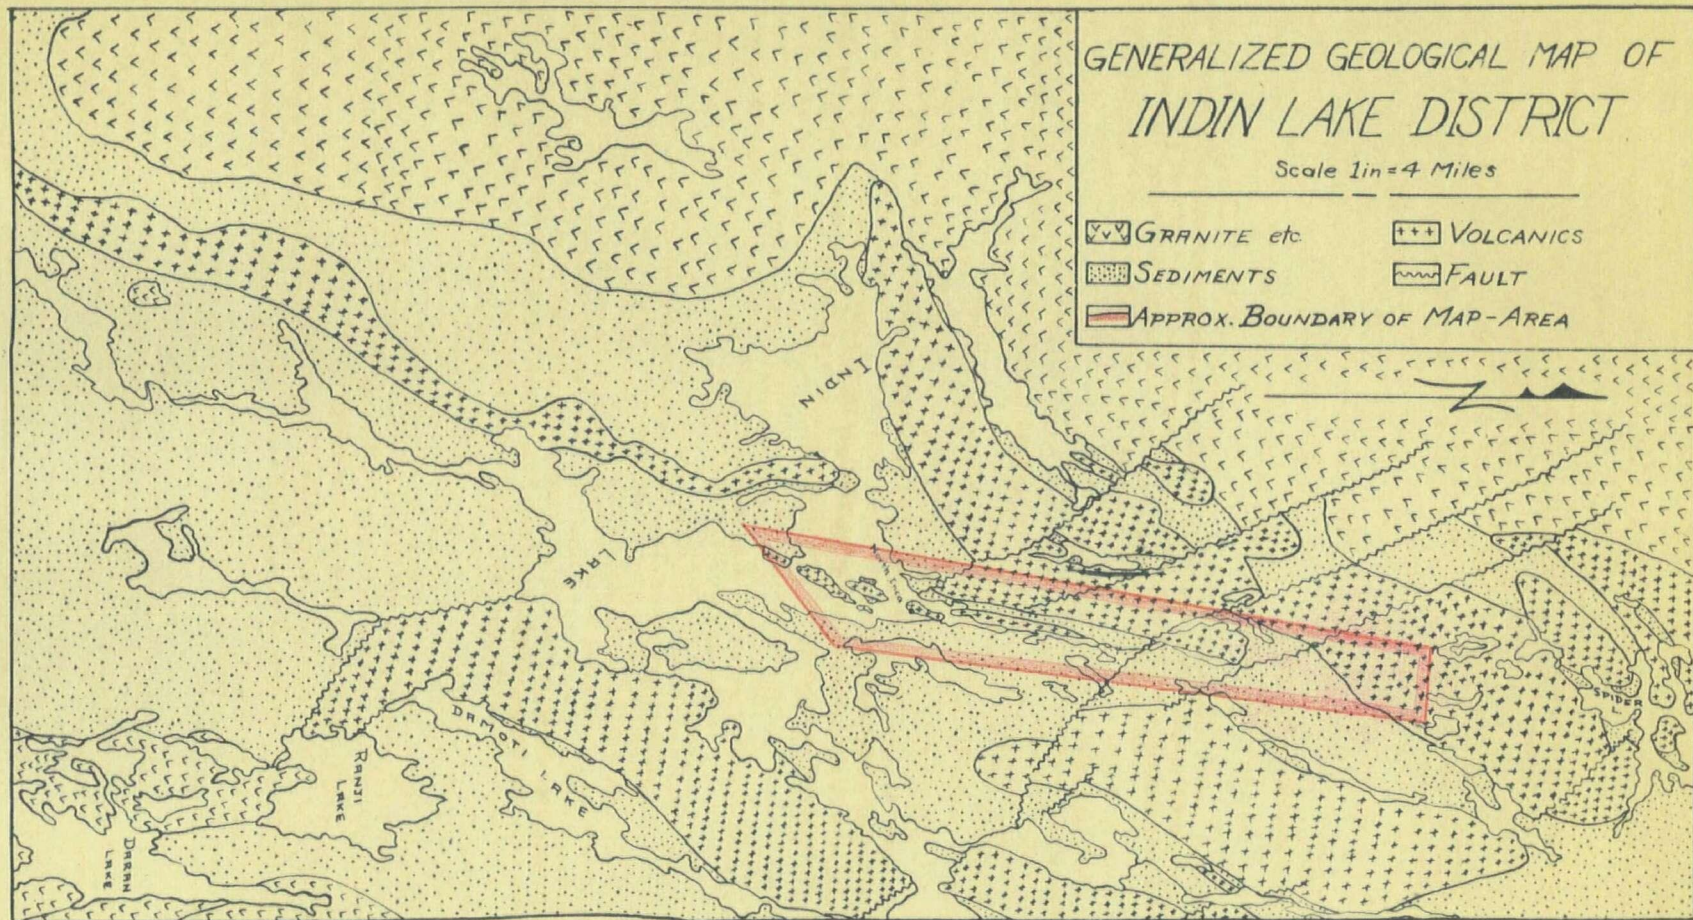 GENERALIZED GEOLOGICAL MAP OF
INDIN LAKE DISTRICT
Scale 1in=4 Miles
GRANITE etc.
VOLCANICS
SEDIMENTS
FAULT
APPROX. BOUNDARY OF MAP-AREA
INDIN
LAKE
DAMOTI LAKE
RANJI
LAKE
DARAN
LAKE